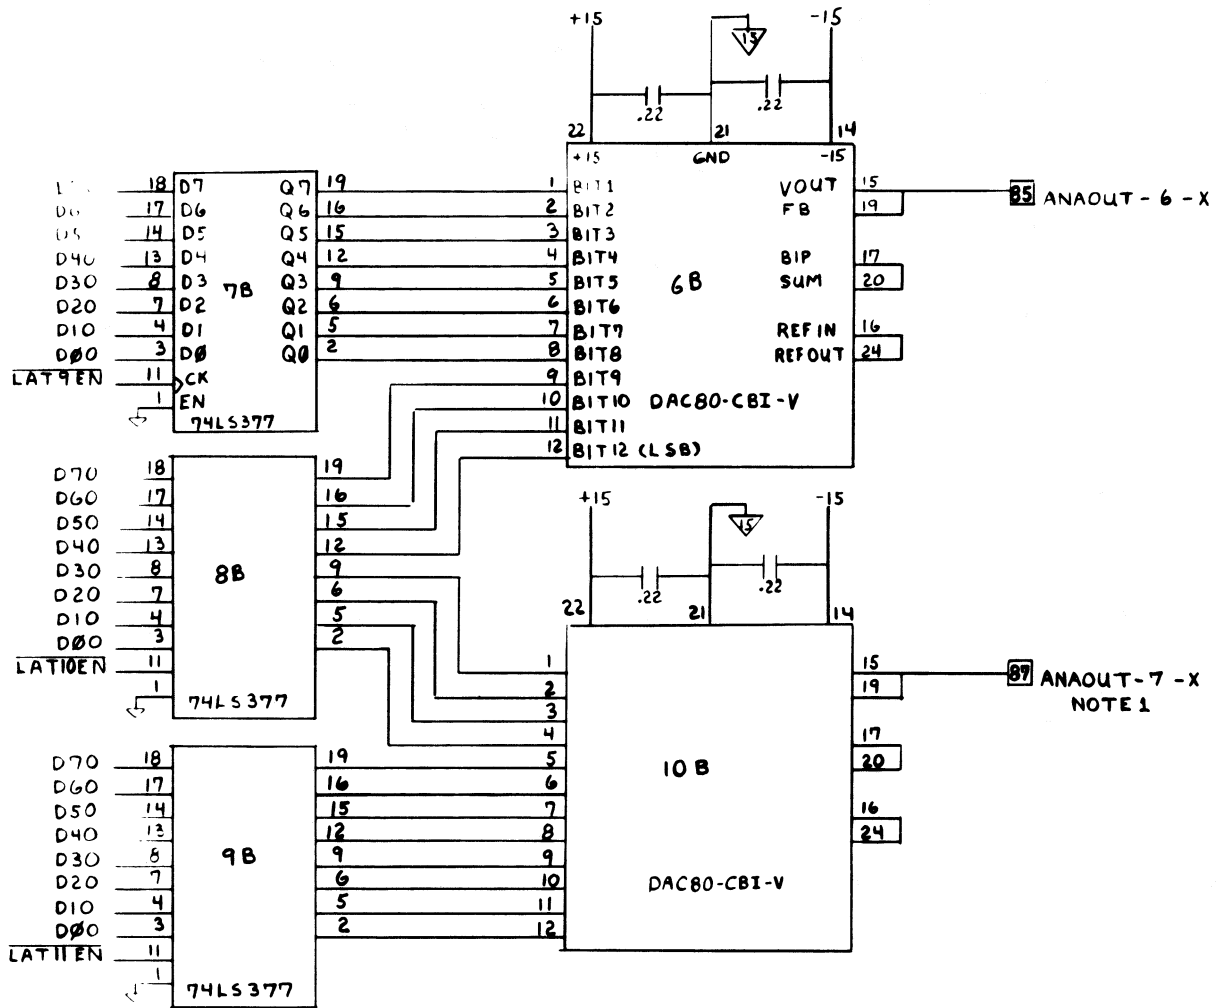 +15 15 -15
.22 .22
22 21 14
+15 GND -15
18 D7 Q7 19 1 BIT1 VOUT 15 85 ANAOUT-6-X
17 D6 Q6 16 2 BIT2 FB 19
14 D5 Q5 15 3 BIT3
D40 13 D4 Q4 12 4 BIT4 BIP 17
D30 8 D3 Q3 9 5 BIT5 SUM 20
7B 6B
D20 7 D2 Q2 6 6 BIT6
D10 4 D1 Q1 5 7 BIT7 REFIN 16
DØ0 3 DØ QØ 2 8 BIT8 REFOUT 24
LAT9EN 11 CK 9 BIT9
1 EN 10 BIT10 DAC80-CBI-V
74LS377 11 BIT11
12 BIT12 (LSB)
D70 18 19
D60 17 16
D50 14 15
D40 13 12
D30 8 9
8B
D20 7 6
D10 4 5
DØ0 3 2
LAT10EN 11
1
74LS377
+15 15 -15
.22 .22
22 21 14
1 15 87 ANAOUT-7-X
2 19 NOTE 1
3
4 17
D70 18 19 5 20
10B
D60 17 16 6
D50 14 15 7 16
D40 13 12 8 24
D30 8 9 9
9B
D20 7 6 10 DAC80-CBI-V
D10 4 5 11
DØ0 3 2 12
LAT11EN 11
1
74LS377